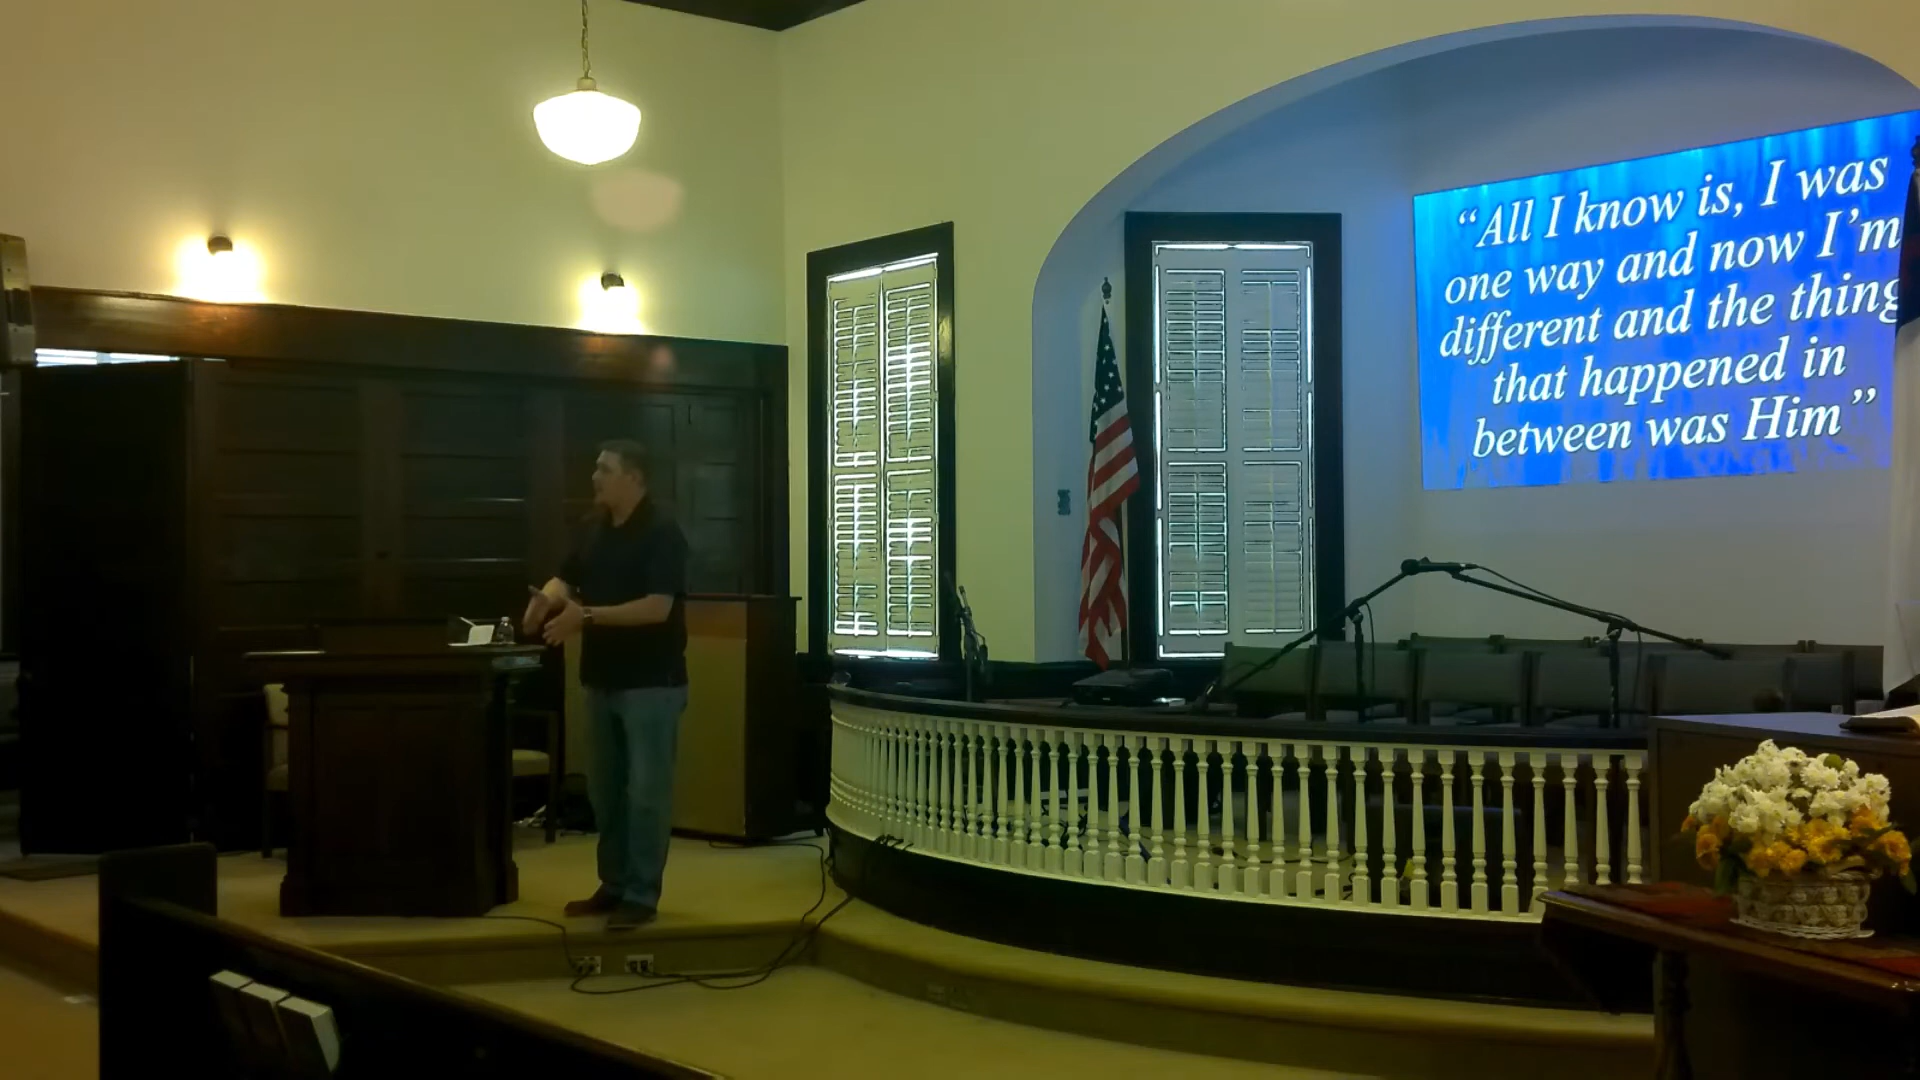 “All I know is, I was
one way and now I’m
different and the thing
that happened in
between was Him”